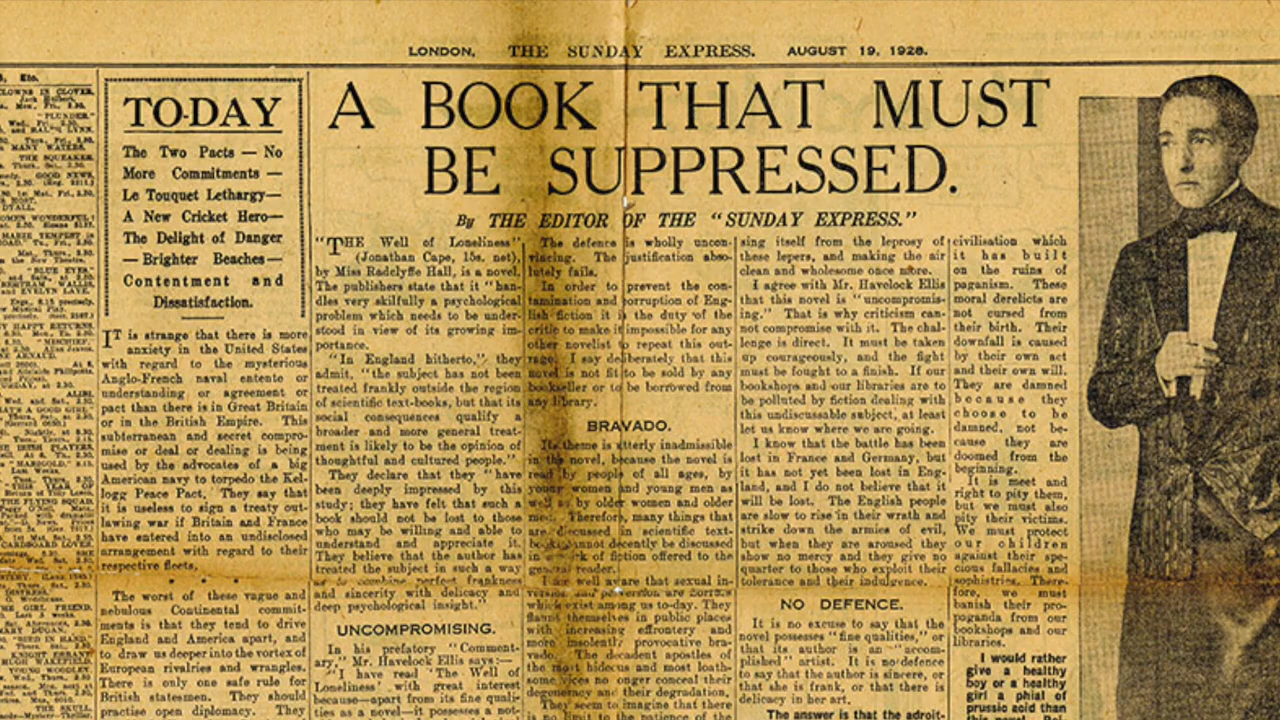 LONDON, THE SUNDAY EXPRESS. AUGUST 19, 1928.
Etc.
CLOWNS IN CLOVER.
"PLUNDER."
MANY WATERS.
THE SQUEAKER.
GOOD NEWS,
"BLUE EYES"
and EVELYN LAYE.
HAPPY RETURNS.
"MISCHIEF."
ALIBI.
"MARIGOLD."
THE FLYING SQUAD.
CARDBOARD LOVER.
THE GIRL FRIEND.
MARY DUGAN.
HUGH WAKEFIELD.
THE SKULL.
TO-DAY
The Two Pacts — No
More Commitments —
Le Touquet Lethargy—
A New Cricket Hero—
The Delight of Danger
— Brighter Beaches—
Contentment and
Dissatisfaction.
IT is strange that there is more
anxiety in the United States
with regard to the mysterious
Anglo-French naval entente or
understanding or agreement or
pact than there is in Great Britain
or in the British Empire. This
subterranean and secret compro-
mise or deal or dealing is being
used by the advocates of a big
American navy to torpedo the Kel-
logg Peace Pact. They say that
it is useless to sign a treaty out-
lawing war if Britain and France
have entered into an undisclosed
arrangement with regard to their
respective fleets.
The worst of these vague and
nebulous Continental commit-
ments is that they tend to drive
England and America apart, and
to draw us deeper into the vortex of
European rivalries and wrangles.
There is only one safe rule for
British statesmen. They should
practise open diplomacy. They
A BOOK THAT MUST
BE SUPPRESSED.
By THE EDITOR OF THE "SUNDAY EXPRESS."
"THE Well of Loneliness"
(Jonathan Cape, 15s. net),
by Miss Radclyffe Hall, is a novel.
The publishers state that it "han-
dles very skilfully a psychological
problem which needs to be under-
stood in view of its growing im-
portance.
"In England hitherto," they
admit, "the subject has not been
treated frankly outside the region
of scientific text-books, but that its
social consequences qualify a
broader and more general treat-
ment is likely to be the opinion of
thoughtful and cultured people."
They declare that they "have
been deeply impressed by this
study; they have felt that such a
book should not be lost to those
who may be willing and able to
understand and appreciate it.
They believe that the author has
treated the subject in such a way
as to combine perfect frankness
and sincerity with delicacy and
deep psychological insight."
UNCOMPROMISING.
In his prefatory "Comment-
ary," Mr. Havelock Ellis says:—
"I have read 'The Well of
Loneliness' with great interest
because—apart from its fine quali-
ties as a novel—it possesses a not-
The defence is wholly uncon-
vincing. The justification abso-
lutely fails.
In order to prevent the con-
tamination and corruption of Eng-
lish fiction it is the duty of the
critic to make it impossible for any
other novelist to repeat this out-
rage. I say deliberately that this
novel is not fit to be sold by any
bookseller or to be borrowed from
any library.
BRAVADO.
Its theme is utterly inadmissible
in the novel, because the novel is
read by people of all ages, by
young women and young men as
well as by older women and older
men. Therefore, many things that
are discussed in scientific text-
books cannot decently be discussed
in a work of fiction offered to the
general reader.
I am well aware that sexual in-
version and perversion are horrors
which exist among us to-day. They
flaunt themselves in public places
with increasing effrontery and
more insolently provocative bra-
vado. The decadent apostles of
the most hideous and most loath-
some vices no longer conceal their
degeneracy and their degradation.
They seem to imagine that there
is no limit to the patience of the
sing itself from the leprosy of
these lepers, and making the air
clean and wholesome once more.
I agree with Mr. Havelock Ellis
that this novel is "uncompromis-
ing." That is why criticism can-
not compromise with it. The chal-
lenge is direct. It must be taken
up courageously, and the fight
must be fought to a finish. If our
bookshops and our libraries are to
be polluted by fiction dealing with
this undiscussable subject, at least
let us know where we are going.
I know that the battle has been
lost in France and Germany, but
it has not yet been lost in Eng-
land, and I do not believe that it
will be lost. The English people
are slow to rise in their wrath and
strike down the armies of evil,
but when they are aroused they
show no mercy and they give no
quarter to those who exploit their
tolerance and their indulgence.
NO DEFENCE.
It is no excuse to say that the
novel possesses "fine qualities," or
that its author is an "accom-
plished" artist. It is no defence
to say that the author is sincere, or
that she is frank, or that there is
delicacy in her art.
The answer is that the adroit-
civilisation which
it has built
on the ruins of
paganism. These
moral derelicts are
not cursed from
their birth. Their
downfall is caused
by their own act
and their own will.
They are damned
because they
choose to be
damned, not be-
cause they are
doomed from the
beginning.
It is meet and
right to pity them,
but we must also
pity their victims.
We must protect
our children
against their spe-
cious fallacies and
sophistries. There-
fore, we must
banish their pro-
paganda from our
bookshops and our
libraries.
I would rather
give a healthy
boy or a healthy
girl a phial of
prussic acid than
this novel.